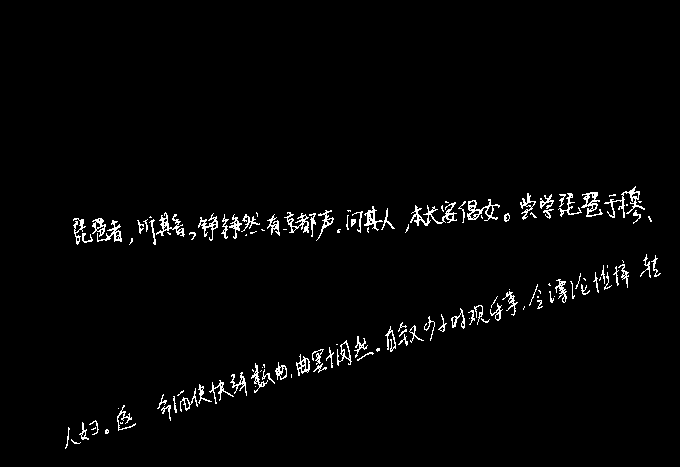 琵琶者，听其音，铮铮然有京都声。问其人，本长安倡女。尝学琵琶于穆、
人妇。遂 命酒使快弹数曲，曲罢悯然。自叙少小时观乐事，今漂沦憔悴 转